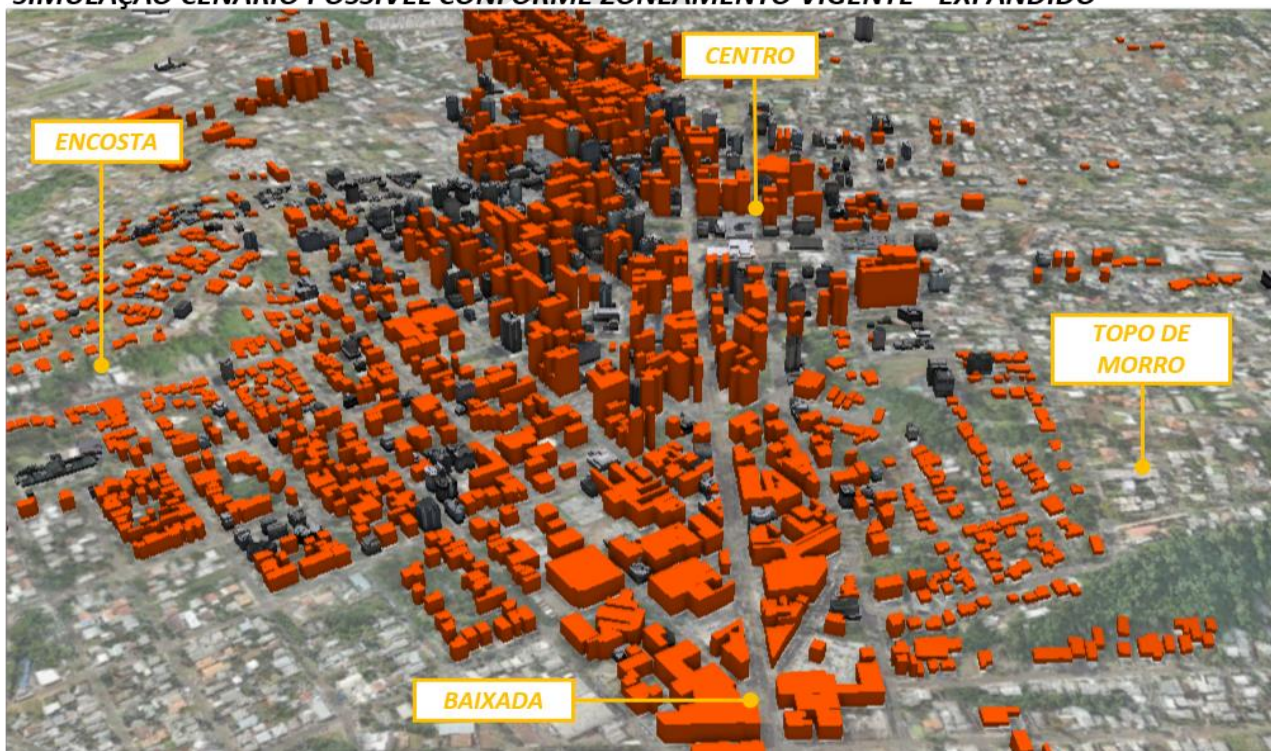 SIMULAÇÃO CENÁRIO POSSÍVEL CONFORME ZONEAMENTO VIGENTE - EXPANDIDO
CENTRO
ENCOSTA
TOPO DE
MORRO
BAIXADA